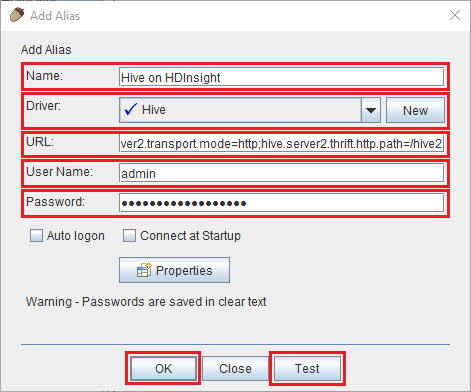 Add Alias
Add Alias
Name: Hive on HDInsight
Driver: Hive New
URL: ver2.transport.mode=http;hive.server2.thrift.http.path=/hive2
User Name: admin
Password: ••••••••••••••••••
Auto logon Connect at Startup
Properties
Warning - Passwords are saved in clear text
OK Close Test